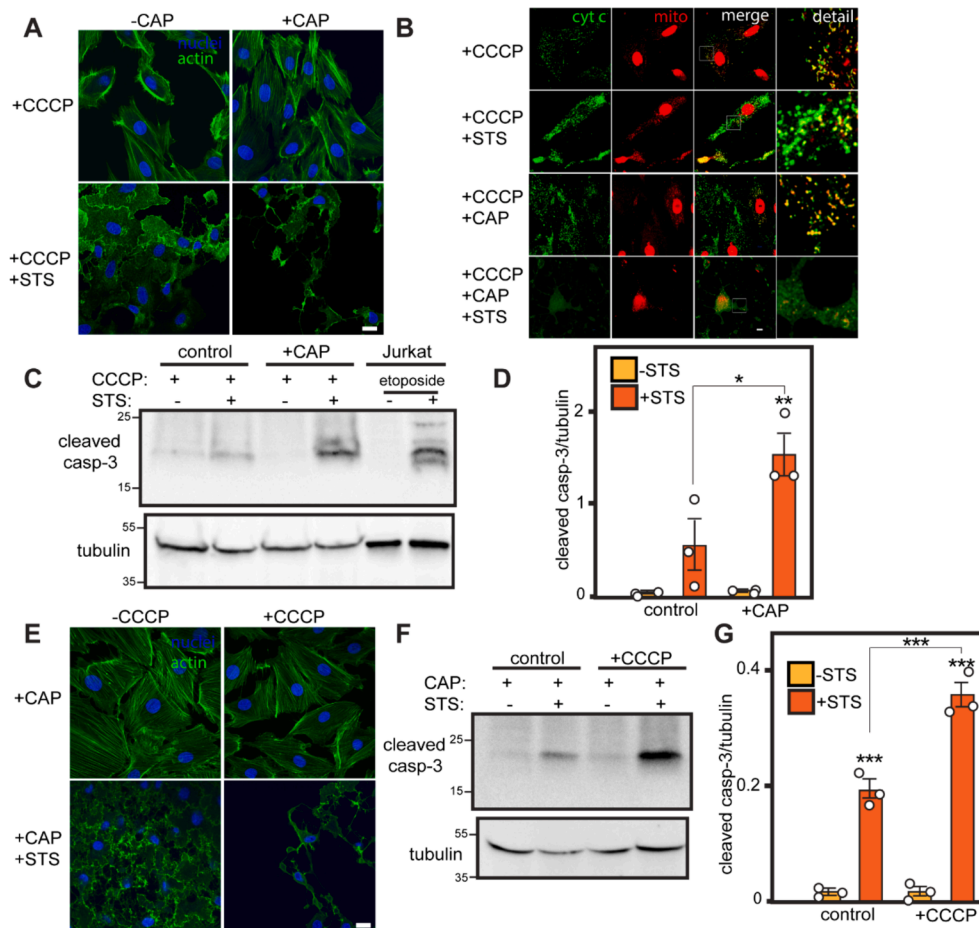 A
-CAP +CAP
nuclei
actin
+CCCP
+CCCP
+STS
B
cyt c mito merge detail
+CCCP
+CCCP
+STS
+CCCP
+CAP
+CCCP
+CAP
+STS
C
control +CAP Jurkat
etoposide
CCCP: + + + +
STS: - + - + - +
25
cleaved
casp-3
15
55
tubulin
35
D
-STS
+STS
* **
2
1
0
cleaved casp-3/tubulin
control +CAP
E
-CCCP +CCCP
nuclei
actin
+CAP
+CAP
+STS
F
control +CCCP
CAP: + + + +
STS: - + - +
25
cleaved
casp-3
15
55
tubulin
35
G
-STS
+STS
***
***
***
0.4
0.2
0
cleaved casp-3/tubulin
control +CCCP